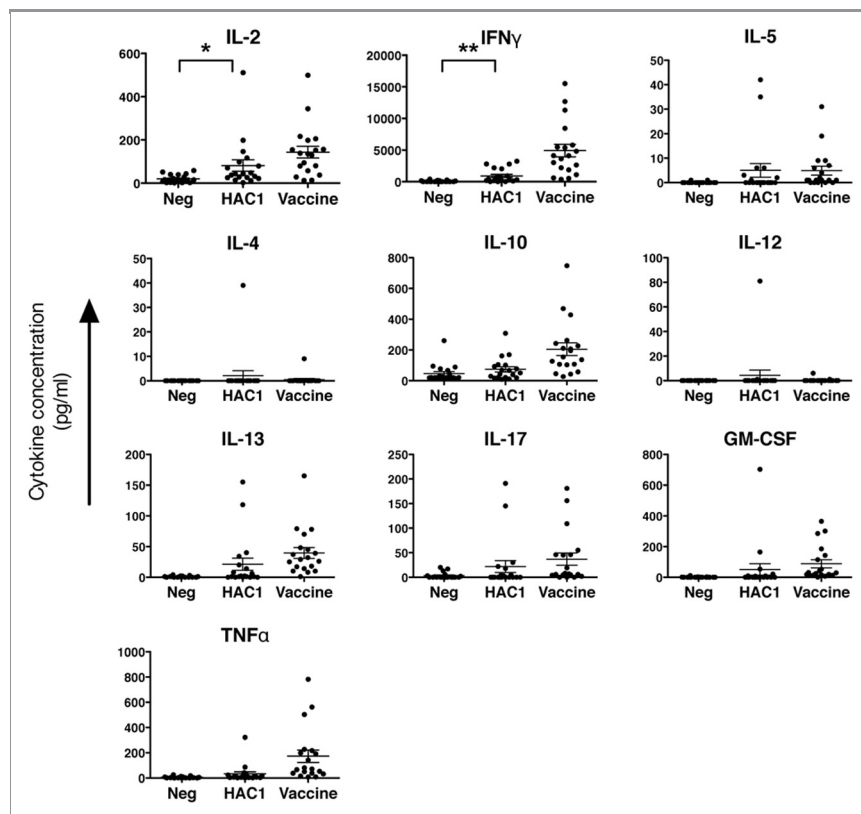 IL-2
IFNγ
IL-5
*
**
600
400
200
0
Neg HAC1 Vaccine
20000
15000
10000
5000
0
Neg HAC1 Vaccine
50
40
30
20
10
0
Neg HAC1 Vaccine
IL-4
IL-10
IL-12
50
40
30
20
10
0
Neg HAC1 Vaccine
800
600
400
200
0
Neg HAC1 Vaccine
100
80
60
40
20
0
Neg HAC1 Vaccine
Cytokine concentration
(pg/ml)
IL-13
IL-17
GM-CSF
200
150
100
50
0
Neg HAC1 Vaccine
250
200
150
100
50
0
Neg HAC1 Vaccine
800
600
400
200
0
Neg HAC1 Vaccine
TNFα
1000
800
600
400
200
0
Neg HAC1 Vaccine